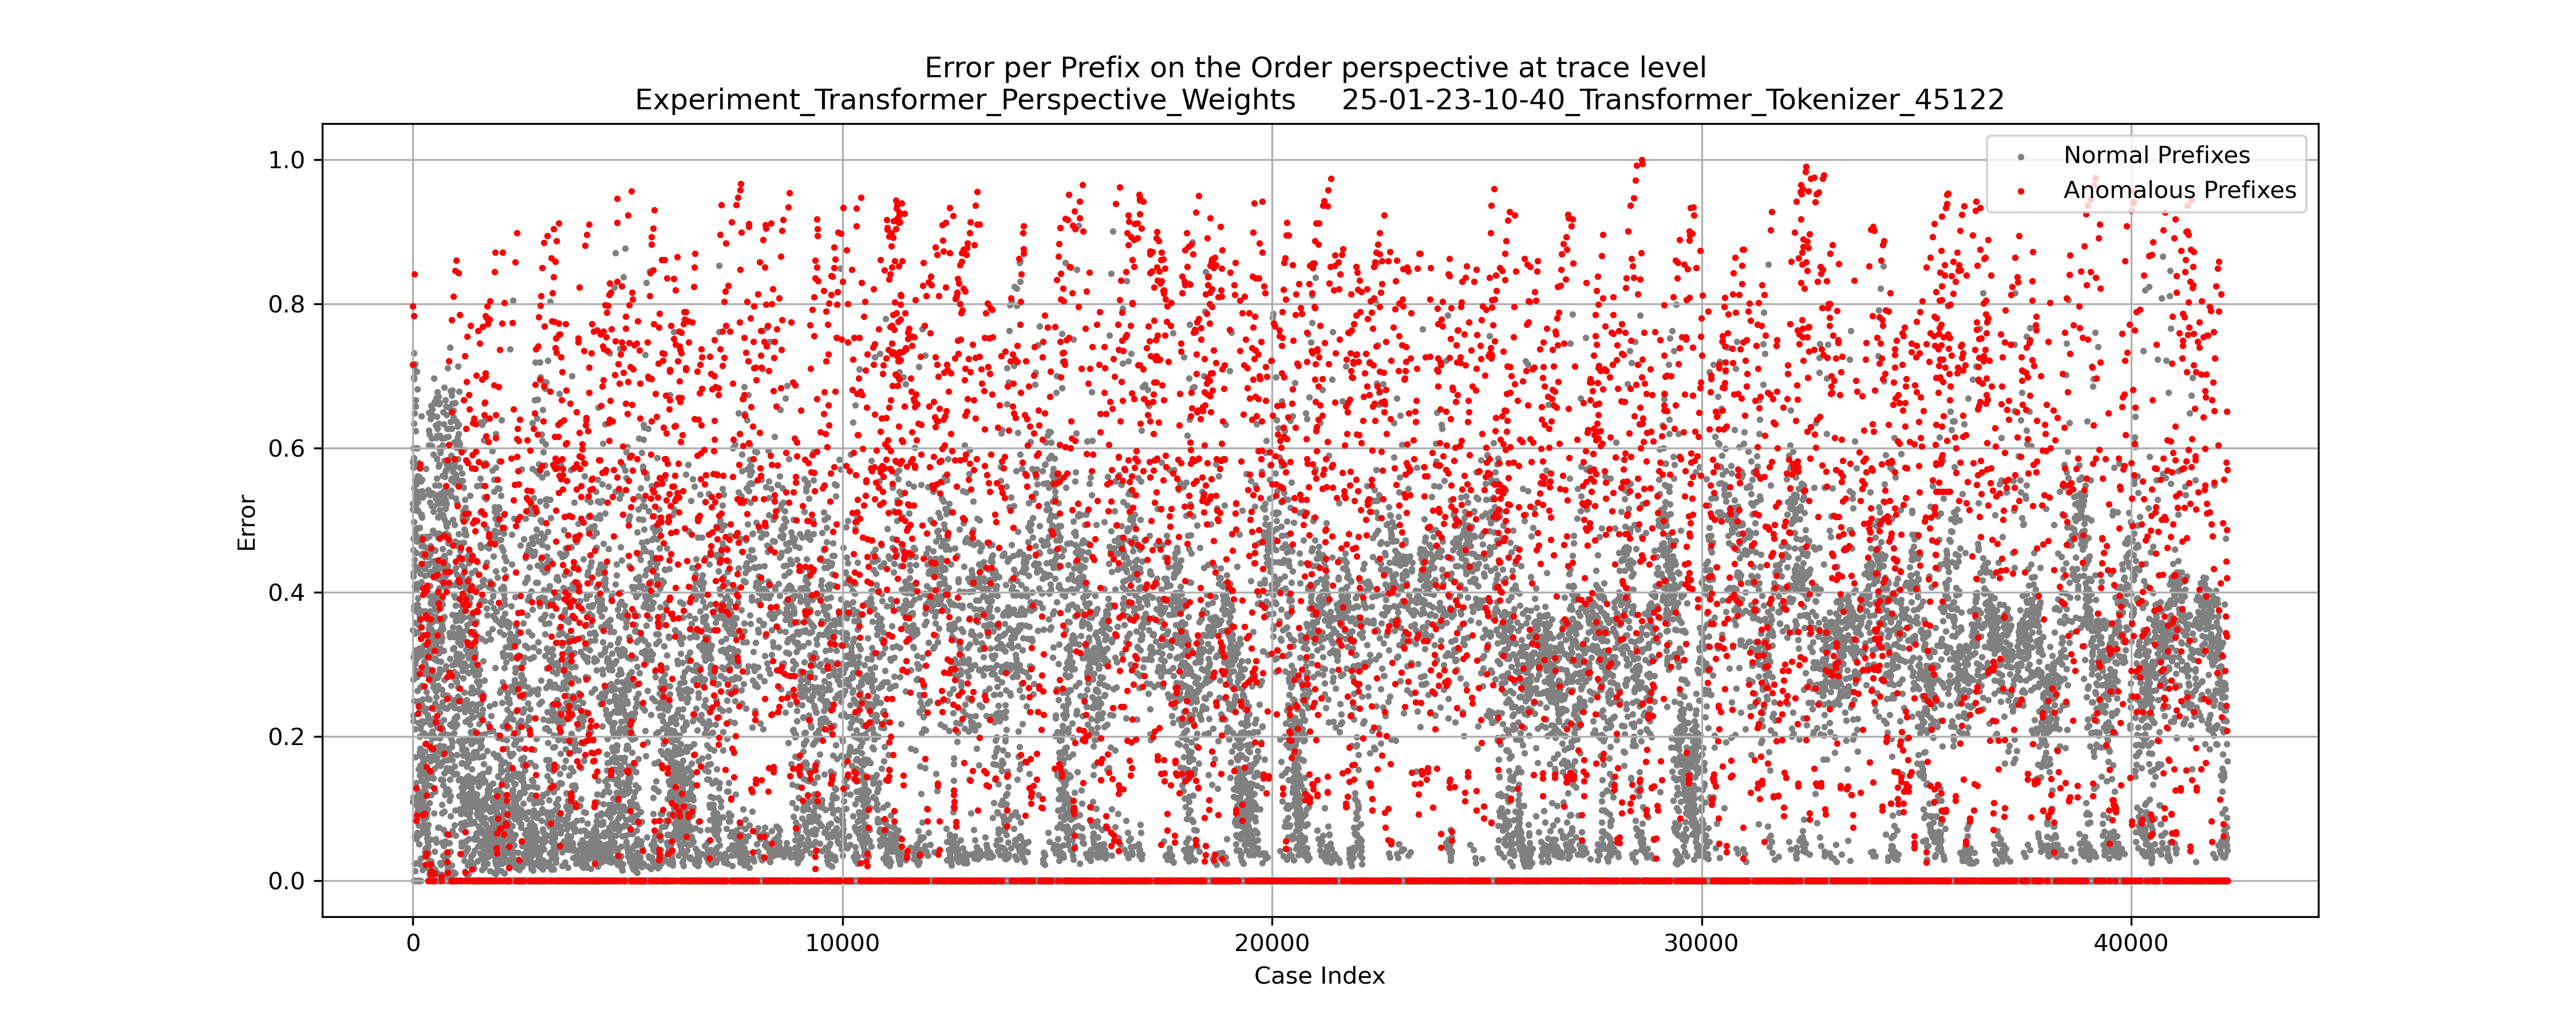 Error per Prefix on the Order perspective at trace level
Experiment_Transformer_Perspective_Weights 25-01-23-10-40_Transformer_Tokenizer_45122
Normal Prefixes
Anomalous Prefixes
1.0
0.8
0.6
0.4
0.2
0.0
Error
0 10000 20000 30000 40000
Case Index